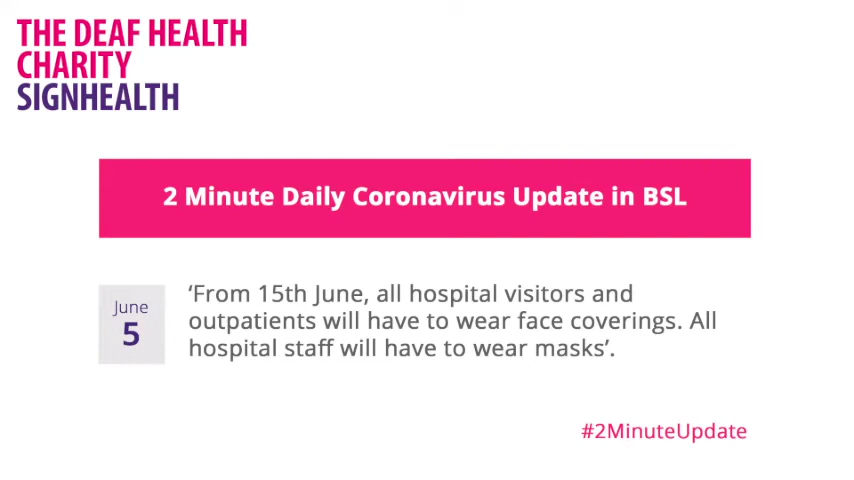 THE DEAF HEALTH
CHARITY
SIGNHEALTH
2 Minute Daily Coronavirus Update in BSL
June
5
‘From 15th June, all hospital visitors and
outpatients will have to wear face coverings. All
hospital staff will have to wear masks’.
#2MinuteUpdate